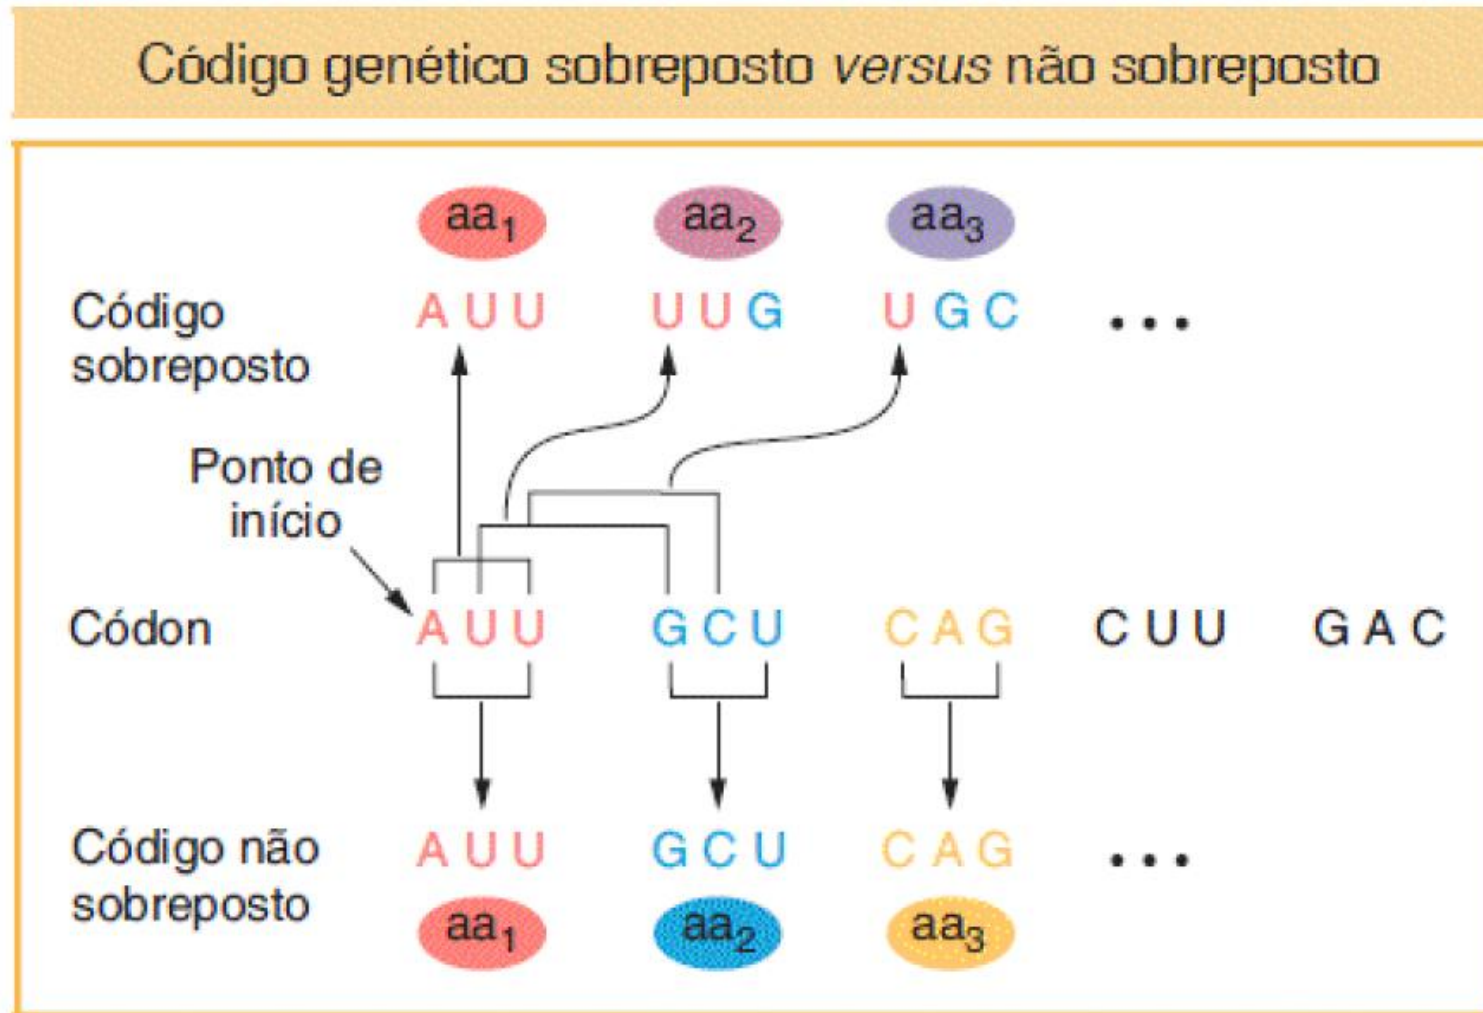 Código genético sobreposto versus não sobreposto
aa1 aa2 aa3
Código
sobreposto
A U U U U G U G C ...
Ponto de
início
Códon A U U G C U C A G C U U G A C
Código não
sobreposto
A U U G C U C A G ...
aa1 aa2 aa3